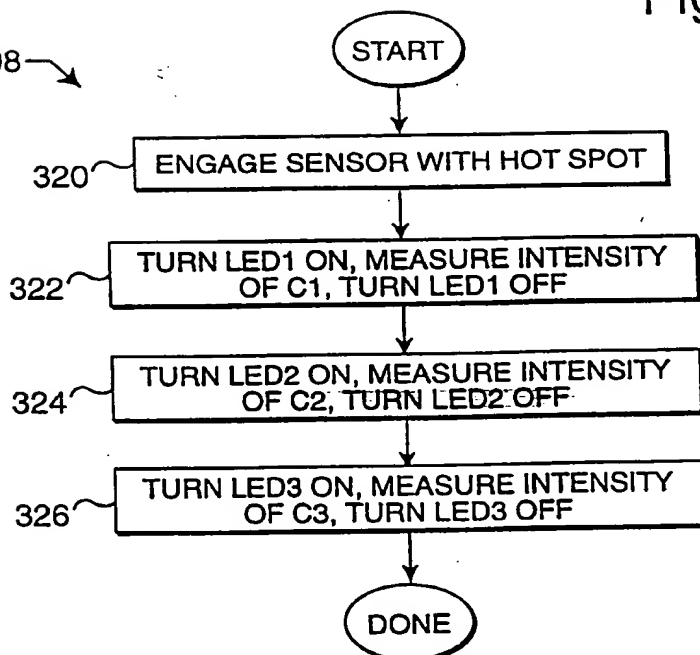 Fig
08
START
320
ENGAGE SENSOR WITH HOT SPOT
322
TURN LED1 ON, MEASURE INTENSITY
OF C1, TURN LED1 OFF
324
TURN LED2 ON, MEASURE INTENSITY
OF C2, TURN LED2 OFF
326
TURN LED3 ON, MEASURE INTENSITY
OF C3, TURN LED3 OFF
DONE